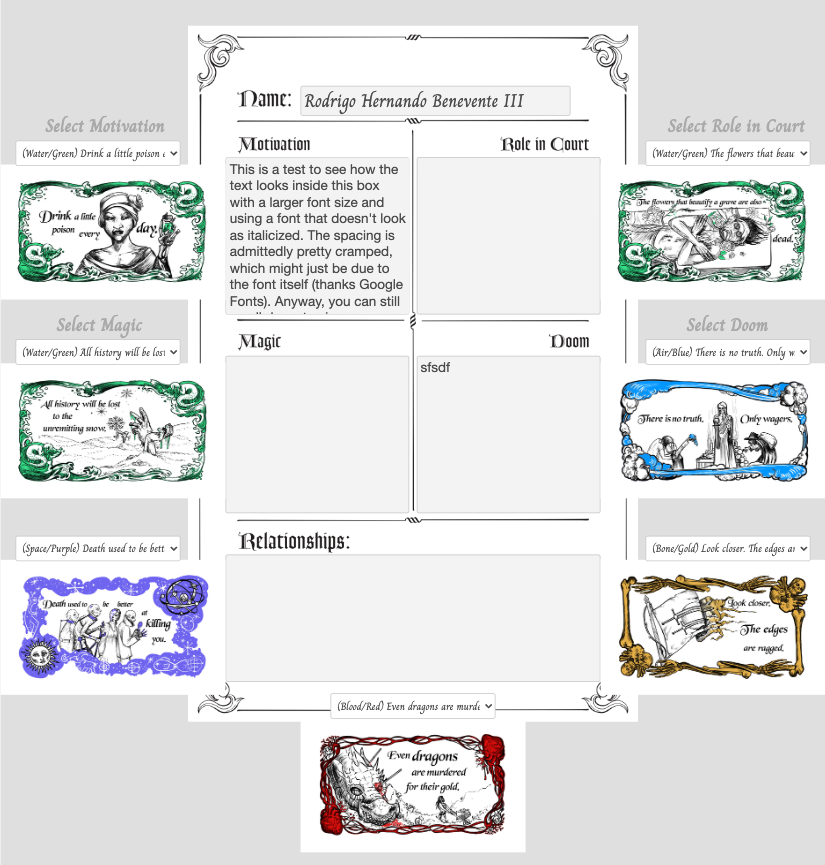 Name: Rodrigo Hernando Benevente III
Select Motivation
(Water/Green) Drink a little poison
Drink a little
poison every day.
Motivation
This is a test to see how the
text looks inside this box
with a larger font size and
using a font that doesn't look
as italicized. The spacing is
admittedly pretty cramped,
which might just be due to
the font itself (thanks Google
Fonts). Anyway, you can still
Role in Court
Select Role in Court
(Water/Green) The flowers that beau
The flowers that beautify a grave are also
dead.
Select Magic
(Water/Green) All history will be lost
All history will be lost
to the
unremitting snow.
Magic
Doom
sfsdf
Select Doom
(Air/Blue) There is no truth. Only w
There is no truth. Only wagers.
(Space/Purple) Death used to be bett
Death used to be better
at
killing
you.
Relationships:
(Bone/Gold) Look closer. The edges ar
Look closer.
The edges
are ragged.
(Blood/Red) Even dragons are murde
Even dragons
are murdered
for their gold.